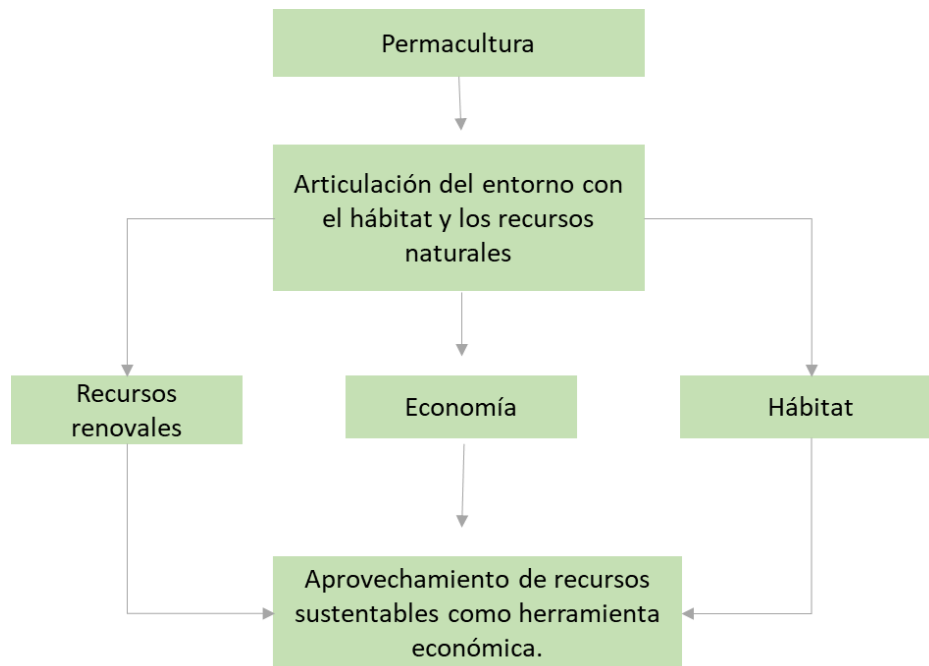 Permacultura
Articulación del entorno con
el hábitat y los recursos
naturales
Recursos
renovales
Economía
Hábitat
Aprovechamiento de recursos
sustentables como herramienta
económica.